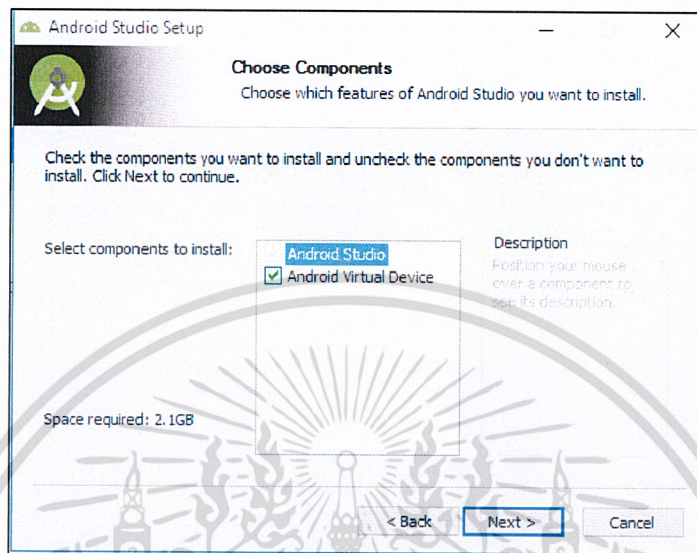 Android Studio Setup
Choose Components
Choose which features of Android Studio you want to install.
Check the components you want to install and uncheck the components you don't want to
install. Click Next to continue.
Select components to install:
Android Studio
Android Virtual Device
Description
Position your mouse
over a component to
see its description.
Space required: 2.1GB
< Back
Next >
Cancel